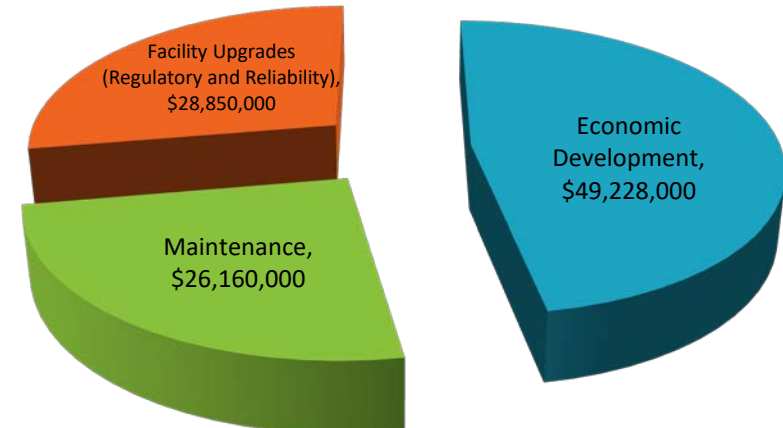 Facility Upgrades
(Regulatory and Reliability),
$28,850,000
Economic
Development,
$49,228,000
Maintenance,
$26,160,000